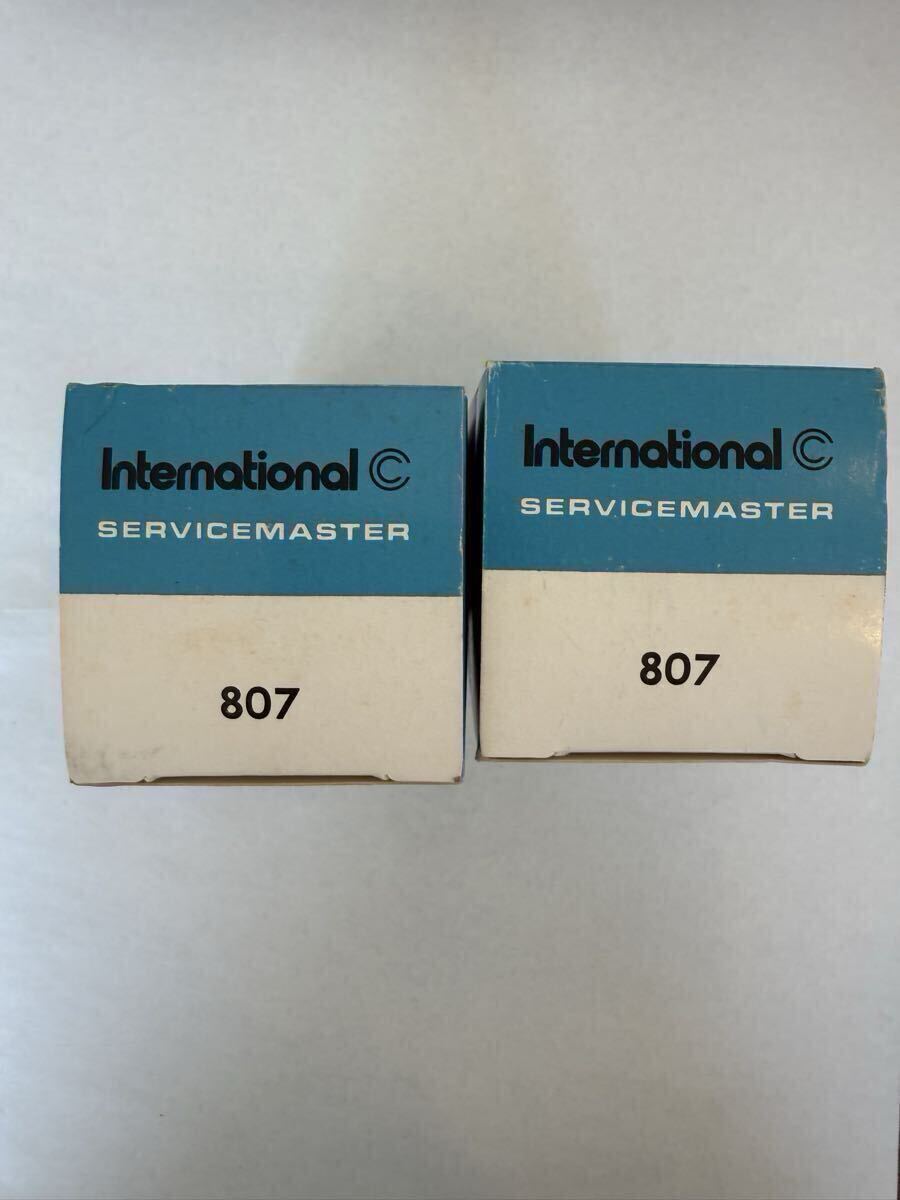 International C
SERVICEMASTER
807
International C
SERVICEMASTER
807